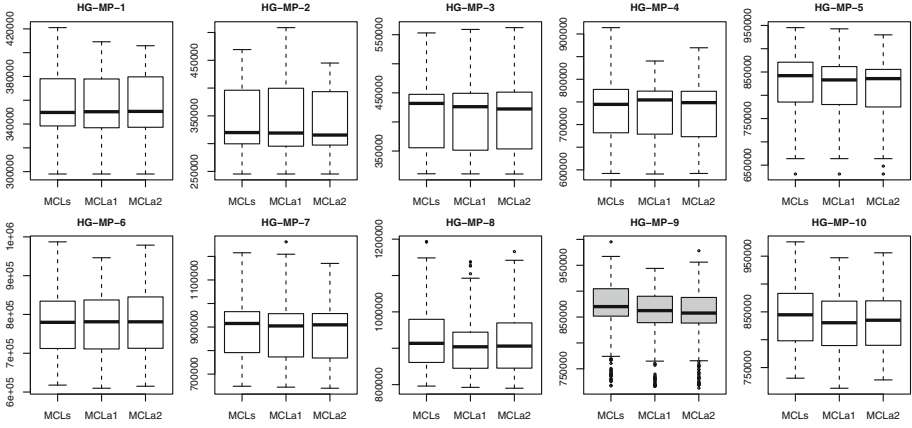 HG−MP−1 HG−MP−2 HG−MP−3 HG−MP−4 HG−MP−5
300000 340000 380000 420000
250000 350000 450000
350000 450000 550000
600000 700000 800000 900000
650000 750000 850000 950000
MCLs MCLa1 MCLa2 MCLs MCLa1 MCLa2 MCLs MCLa1 MCLa2 MCLs MCLa1 MCLa2 MCLs MCLa1 MCLa2
HG−MP−6 HG−MP−7 HG−MP−8 HG−MP−9 HG−MP−10
6e+05 7e+05 8e+05 9e+05 1e+06
700000 900000 1100000
800000 1000000 1200000
750000 850000 950000
750000 850000 950000
MCLs MCLa1 MCLa2 MCLs MCLa1 MCLa2 MCLs MCLa1 MCLa2 MCLs MCLa1 MCLa2 MCLs MCLa1 MCLa2